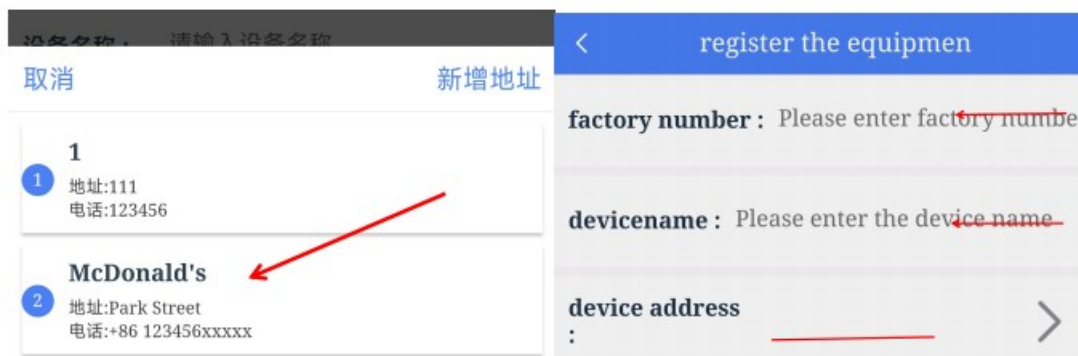 设备名称： 请输入设备名称
取消 新增地址
1
1
地址:111
电话:123456
McDonald's
2
地址:Park Street
电话:+86 123456xxxxx
register the equipmen
factory number : Please enter factory numbe
devicename : Please enter the device name
device address
: